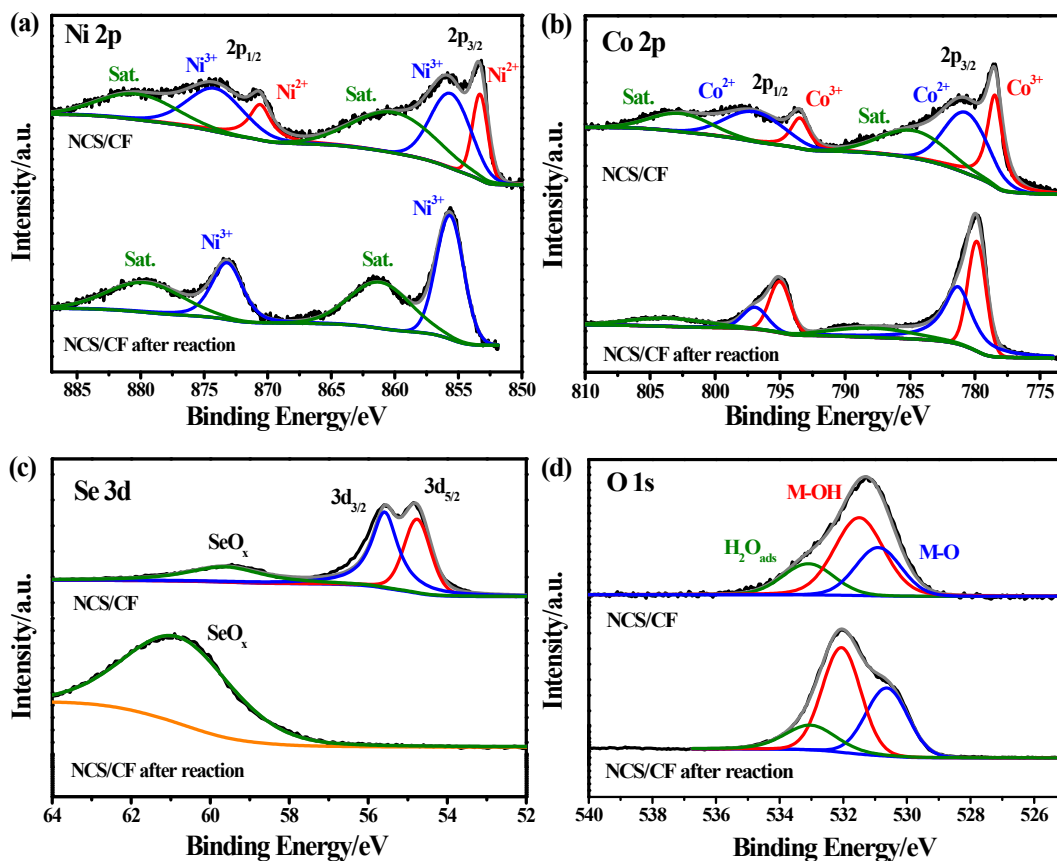 (a)
Ni 2p
Sat.
Ni³⁺
2p₁/₂
Ni²⁺
Sat.
Ni³⁺
2p₃/₂
Ni²⁺
NCS/CF
Sat.
Ni³⁺
Sat.
Ni³⁺
NCS/CF after reaction
Intensity/a.u.
885 880 875 870 865 860 855 850
Binding Energy/eV
(b)
Co 2p
Sat.
Co²⁺
2p₁/₂
Co³⁺
Sat.
Co²⁺
2p₃/₂
Co³⁺
NCS/CF
NCS/CF after reaction
Intensity/a.u.
810 805 800 795 790 785 780 775
Binding Energy/eV
(c)
Se 3d
SeOₓ
3d₃/₂
3d₅/₂
NCS/CF
SeOₓ
NCS/CF after reaction
Intensity/a.u.
64 62 60 58 56 54 52
Binding Energy/eV
(d)
O 1s
H₂Oads
M-OH
M-O
NCS/CF
NCS/CF after reaction
Intensity/a.u.
540 538 536 534 532 530 528 526
Binding Energy/eV